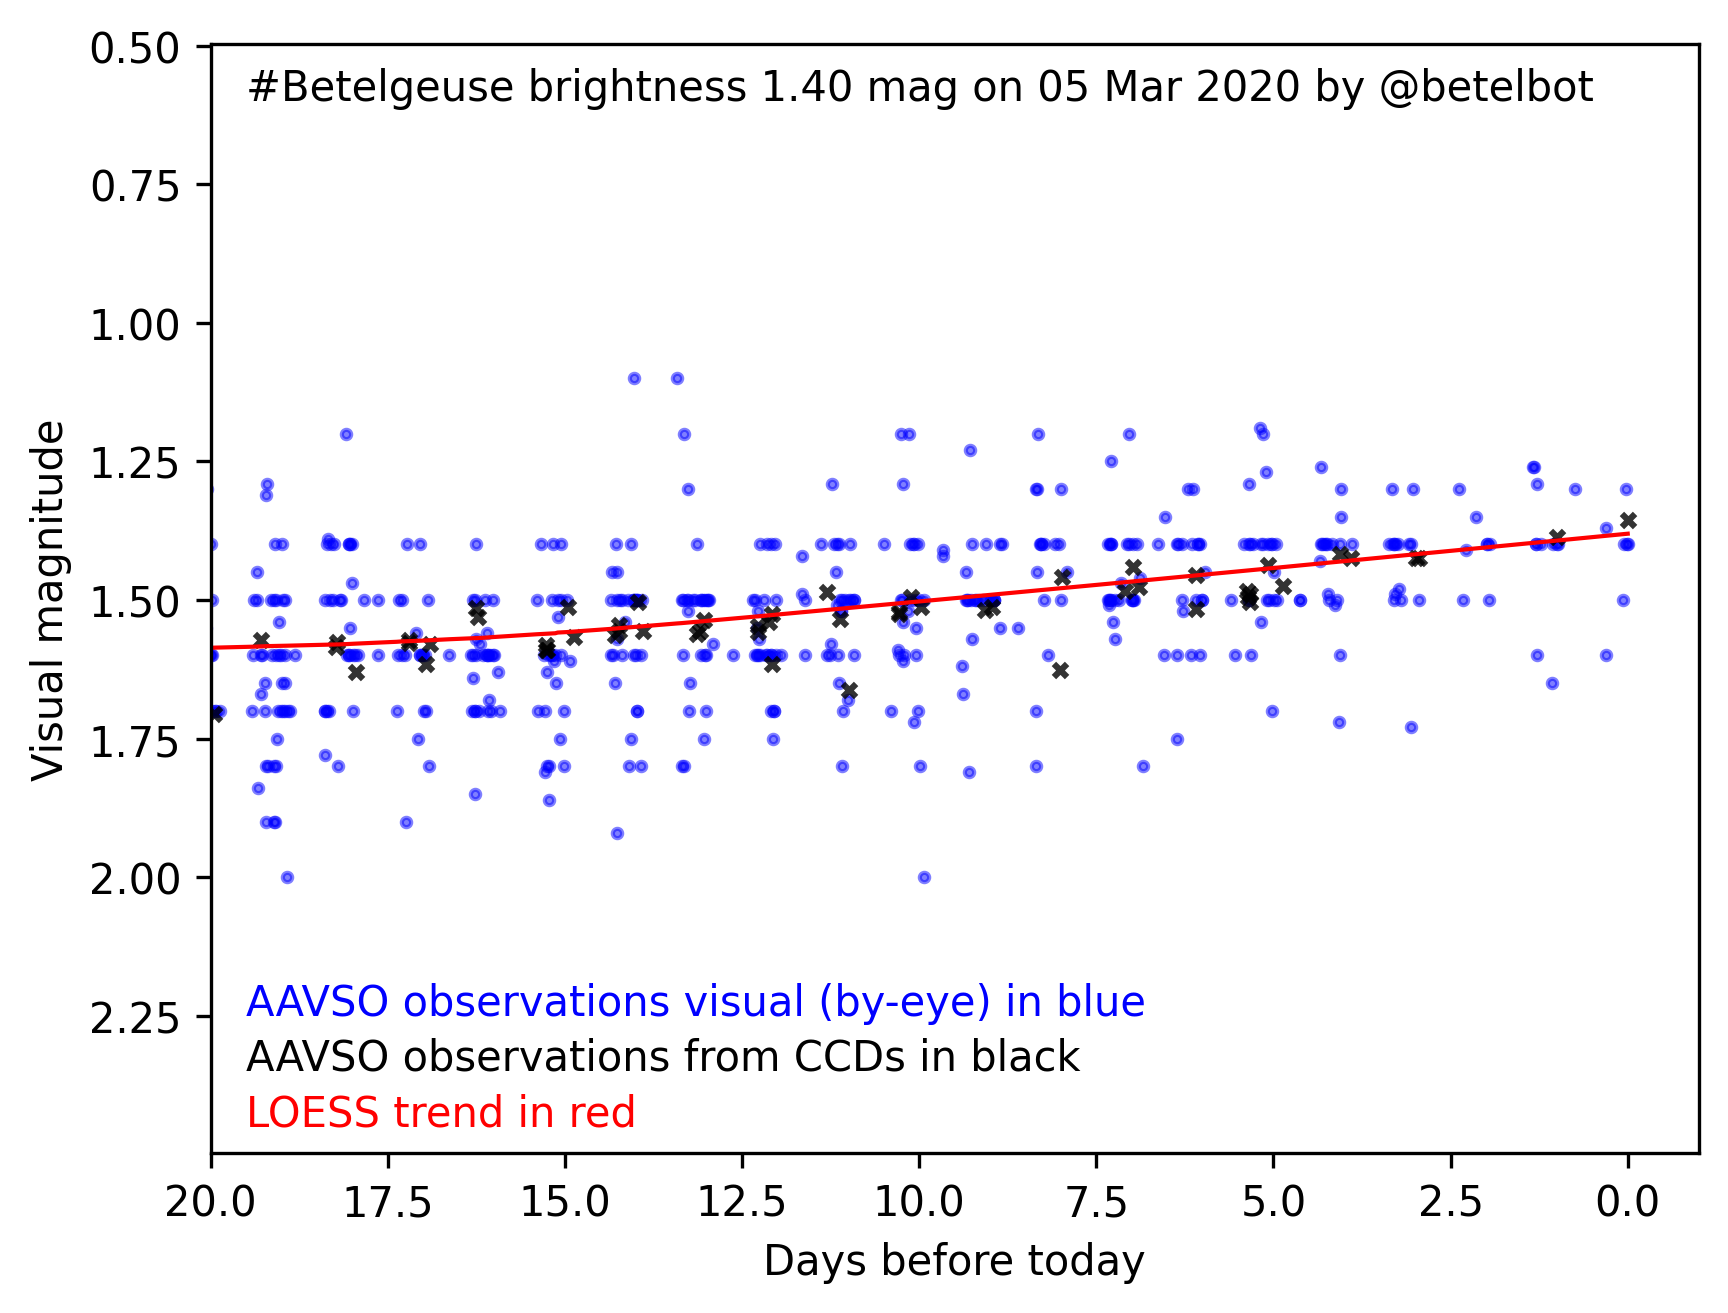 #Betelgeuse brightness 1.40 mag on 05 Mar 2020 by @betelbot
0.50
0.75
1.00
1.25
1.50
1.75
2.00
2.25
Visual magnitude
AAVSO observations visual (by-eye) in blue
AAVSO observations from CCDs in black
LOESS trend in red
20.0 17.5 15.0 12.5 10.0 7.5 5.0 2.5 0.0
Days before today